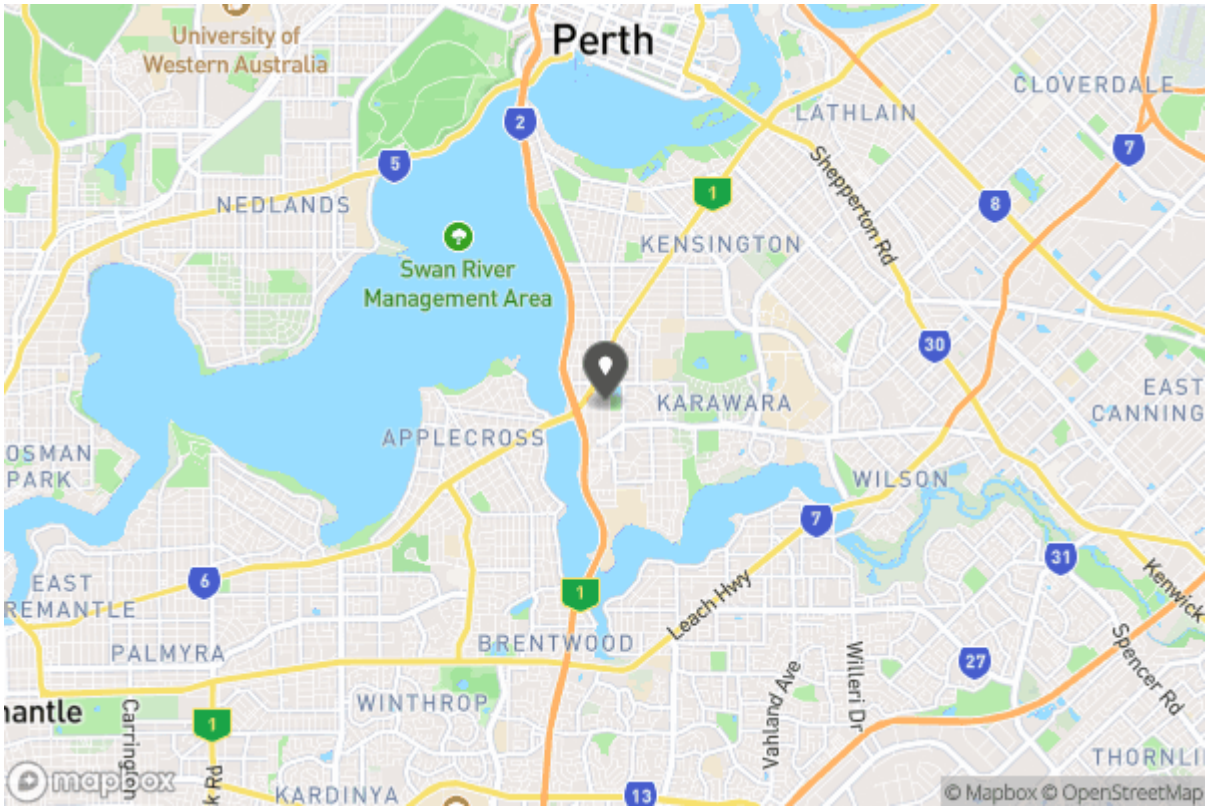 University of
Western Australia
Perth
CLOVERDALE
LATHLAIN
2
7
5
1
8
NEDLANDS
Shepperton Rd
KENSINGTON
Swan River
Management Area
30
EAST
CANNING
KARAWARA
APPLECROSS
OSMAN
PARK
WILSON
7
31
6
EAST
REMANTLE
1
Kenwick
Leach Hwy
BRENTWOOD
PALMYRA
27
Spencer Rd
Willeri Dr
Vahland Ave
WINTHROP
mantle
Carrington
1
k Rd
THORNLI
KARDINYA
13
mapbox
© Mapbox © OpenStreetMap